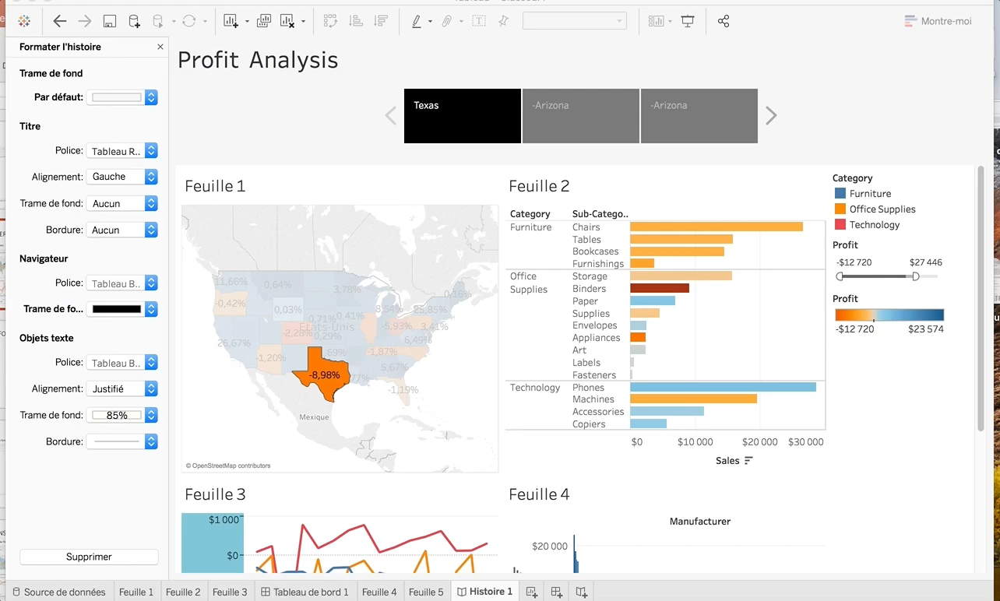 Montre-moi
Formater l'histoire
Trame de fond
Par défaut:
Titre
Police: Tableau R..
Alignement: Gauche
Trame de fond: Aucun
Bordure: Aucun
Navigateur
Police: Tableau B..
Trame de fo...
Objets texte
Police: Tableau B..
Alignement: Justifié
Trame de fond: 85%
Bordure:
Supprimer
Profit Analysis
Texas
-Arizona
-Arizona
Feuille 1
11,66%
0,64%
3,78%
0,16%
-0,42%
0,03%
8,54%
25,85%
0,71%
0,41%
États-Unis
-5,93%
3,41%
-2,28%
0,29%
26,67%
6,49%
-1,20%
-1,87%
-8,98%
5,67%
-1,19%
Mexique
© OpenStreetMap contributors
Feuille 2
Category Sub-Catego..
Furniture Chairs
Tables
Bookcases
Furnishings
Office Supplies Storage
Binders
Paper
Supplies
Envelopes
Appliances
Art
Labels
Fasteners
Technology Phones
Machines
Accessories
Copiers
$0 $10 000 $20 000 $30 000
Sales
Category
Furniture
Office Supplies
Technology
Profit
-$12 720 $27 446
Profit
-$12 720 $23 574
Feuille 3
$1 000
$0
Feuille 4
Manufacturer
$20 000
Source de données Feuille 1 Feuille 2 Feuille 3 Tableau de bord 1 Feuille 4 Feuille 5 Histoire 1